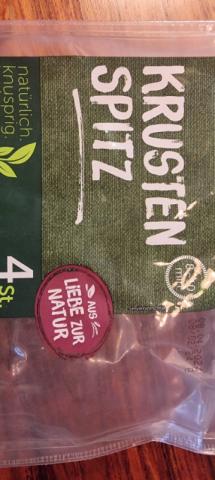 natürlich.
knusprig.
KRUSTEN
SPITZ
4 St.
AUS
LIEBE ZUR
NATUR